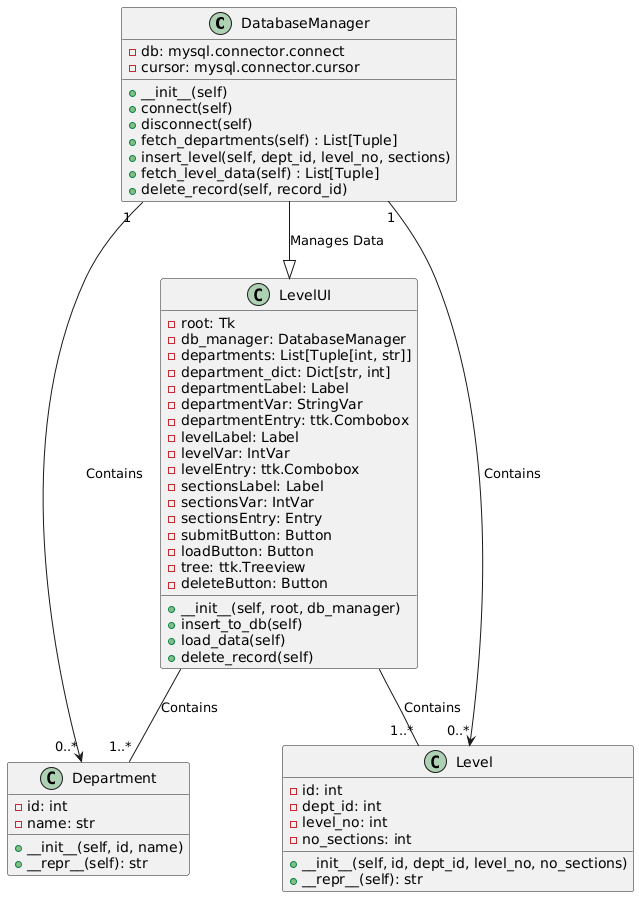 C DatabaseManager
db: mysql.connector.connect
cursor: mysql.connector.cursor
__init__(self)
connect(self)
disconnect(self)
fetch_departments(self) : List[Tuple]
insert_level(self, dept_id, level_no, sections)
fetch_level_data(self) : List[Tuple]
delete_record(self, record_id)
1
1
Manages Data
C LevelUI
root: Tk
db_manager: DatabaseManager
departments: List[Tuple[int, str]]
department_dict: Dict[str, int]
departmentLabel: Label
departmentVar: StringVar
departmentEntry: ttk.Combobox
levelLabel: Label
levelVar: IntVar
levelEntry: ttk.Combobox
sectionsLabel: Label
sectionsVar: IntVar
sectionsEntry: Entry
submitButton: Button
loadButton: Button
tree: ttk.Treeview
deleteButton: Button
__init__(self, root, db_manager)
insert_to_db(self)
load_data(self)
delete_record(self)
Contains
Contains
Contains
Contains
0..*
1..*
1..*
0..*
C Department
id: int
name: str
__init__(self, id, name)
__repr__(self): str
C Level
id: int
dept_id: int
level_no: int
no_sections: int
__init__(self, id, dept_id, level_no, no_sections)
__repr__(self): str